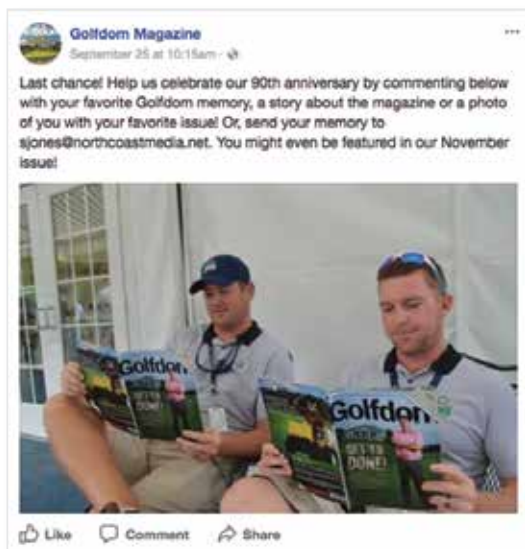 Golfdom Magazine
September 25 at 10:15am
Last chance! Help us celebrate our 90th anniversary by commenting below
with your favorite Golfdom memory, a story about the magazine or a photo
of you with your favorite issue! Or, send your memory to
sjones@northcoastmedia.net. You might even be featured in our November
issue!
Golfdom
Golfdom
GET 'ER
DONE!
Like
Comment
Share